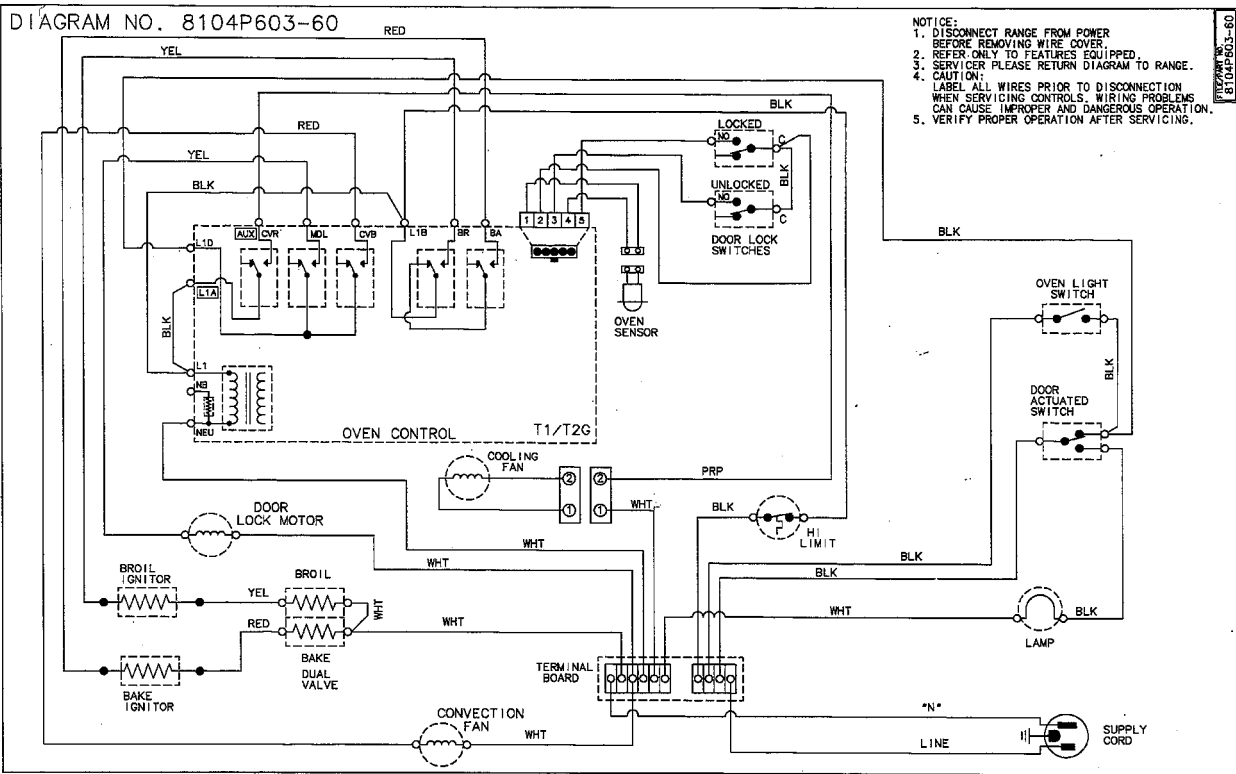 DIAGRAM NO. 8104P603-60
NOTICE:
1. DISCONNECT RANGE FROM POWER
BEFORE REMOVING WIRE COVER.
2. REFER ONLY TO FEATURES EQUIPPED.
3. SERVICER PLEASE RETURN DIAGRAM TO RANGE.
4. CAUTION:
LABEL ALL WIRES PRIOR TO DISCONNECTION
WHEN SERVICING CONTROLS. WIRING PROBLEMS
CAN CAUSE IMPROPER AND DANGEROUS OPERATION.
5. VERIFY PROPER OPERATION AFTER SERVICING.
8104P603-60
RED
YEL
BLK
RED
YEL
BLK
LOCKED
NO
C
BLK
UNLOCKED
NO
C
DOOR LOCK
SWITCHES
1 2 3 4 5
L1D
AUX CVR
MDL
CVB
L1B
BR
BA
L1A
BLK
L1
NB
NEU
OVEN CONTROL
T1/T2G
OVEN
SENSOR
BLK
OVEN LIGHT
SWITCH
BLK
DOOR
ACTUATED
SWITCH
COOLING
FAN
2
1
2
1
PRP
WHT
BLK
HI
LIMIT
DOOR
LOCK MOTOR
WHT
WHT
BLK
BLK
BROIL
IGNITOR
YEL
BROIL
WHT
RED
BAKE
DUAL
VALVE
WHT
WHT
BLK
LAMP
BAKE
IGNITOR
TERMINAL
BOARD
CONVECTION
FAN
WHT
"N"
LINE
SUPPLY
CORD